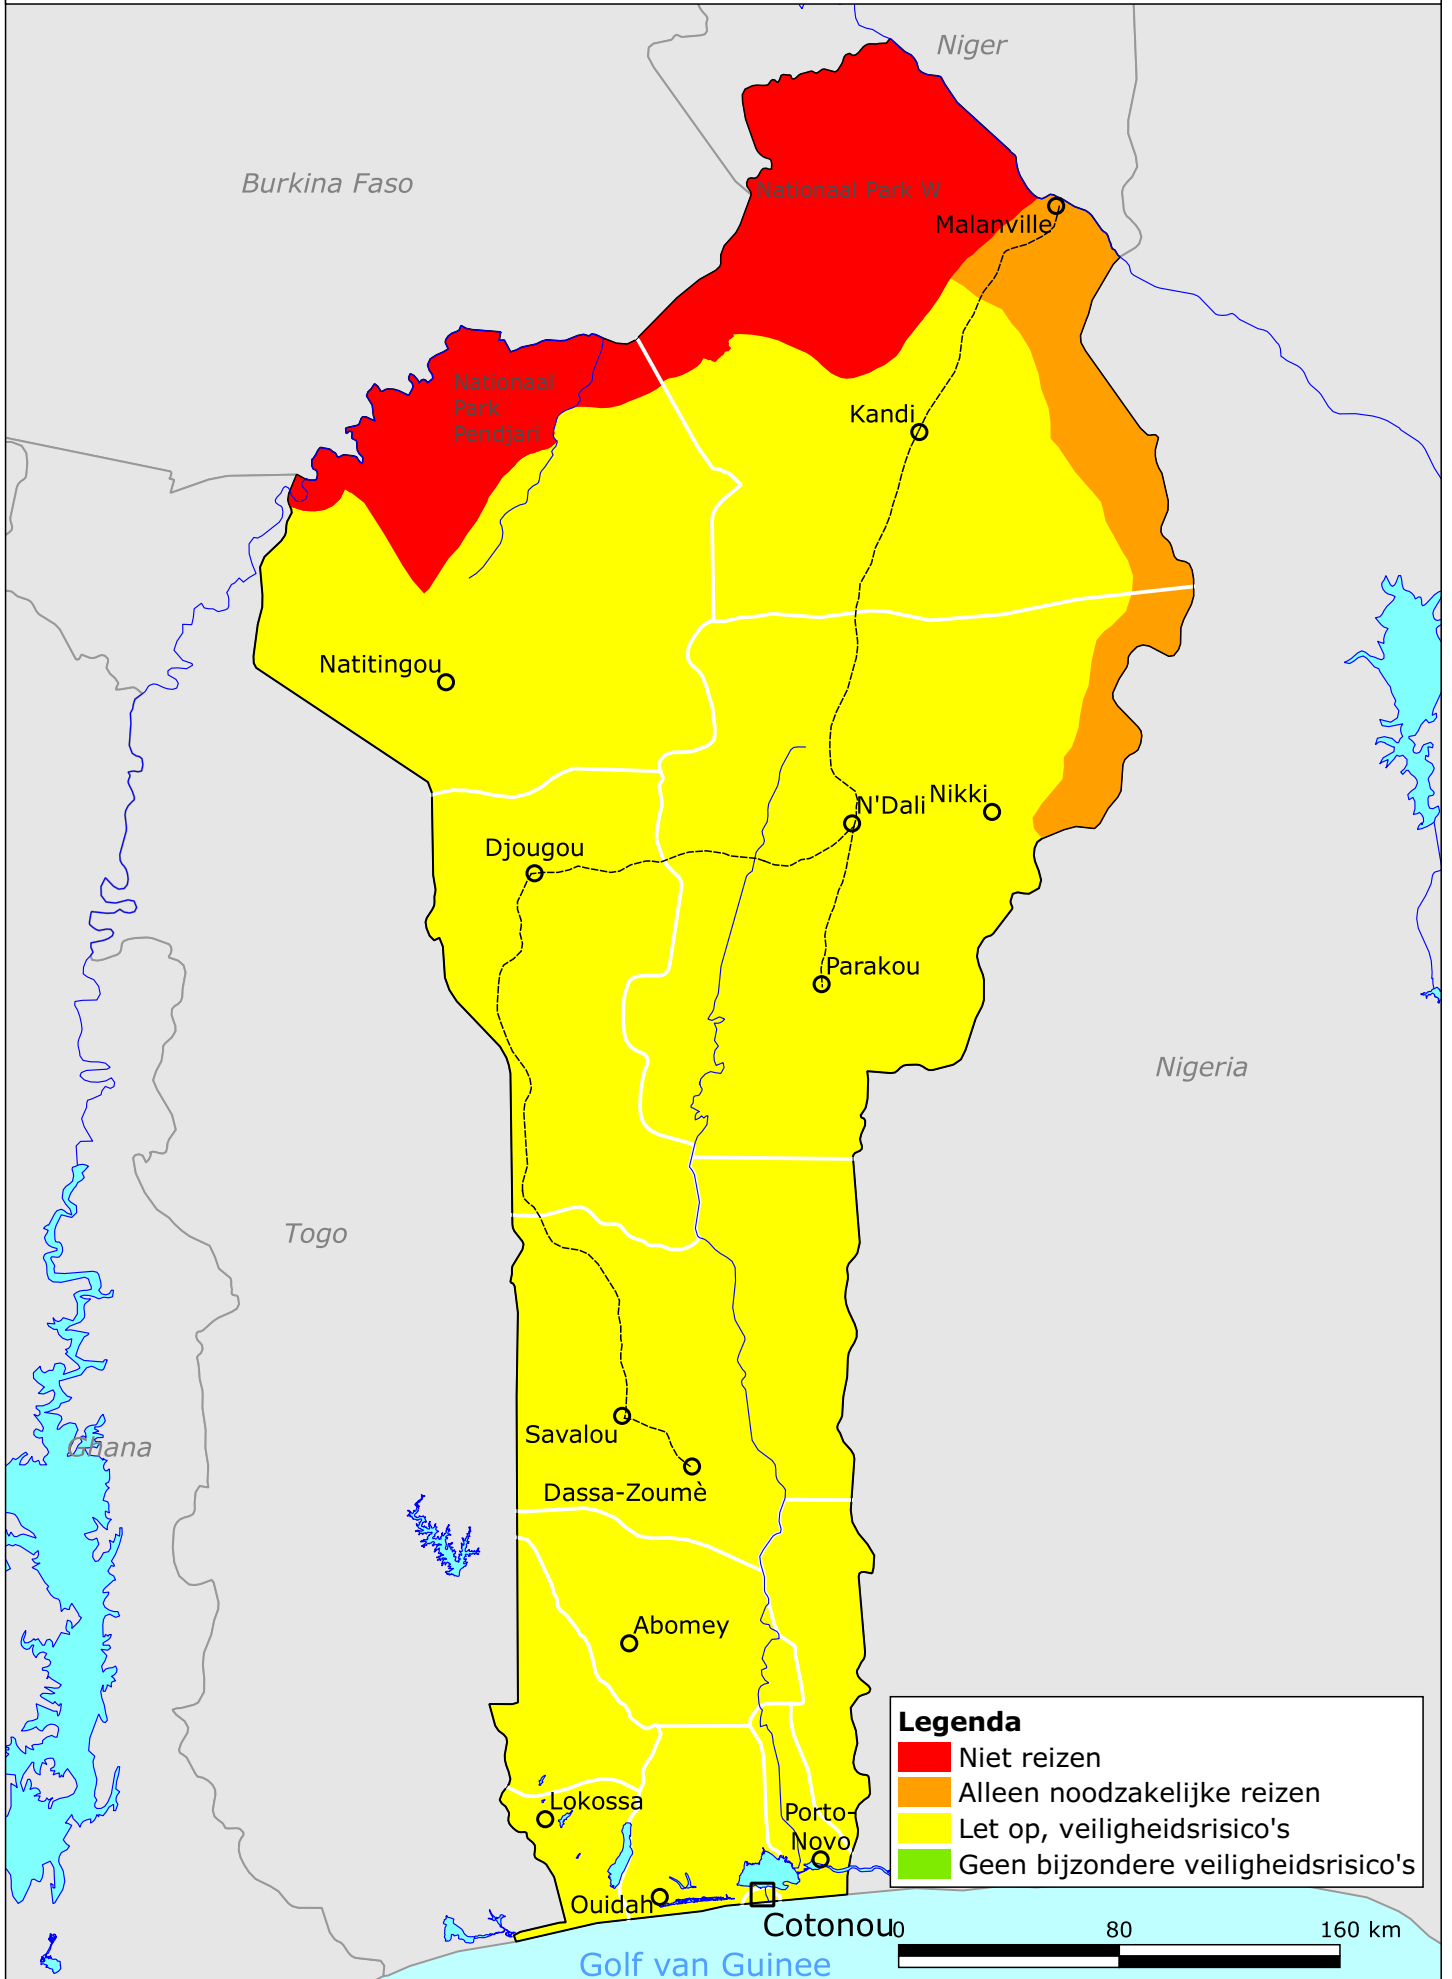 Niger
Burkina Faso
Nationaal Park W
Malanville
Nationaal
Park
Pendjari
Kandi
Natitingou
N'Dali
Nikki
Djougou
Parakou
Nigeria
Togo
Savalou
Ghana
Dassa-Zoumè
Abomey
Legenda
Niet reizen
Alleen noodzakelijke reizen
Let op, veiligheidsrisico's
Geen bijzondere veiligheidsrisico's
Lokossa
Porto-
Novo
Ouidah
Cotonou
0 80 160 km
Golf van Guinee